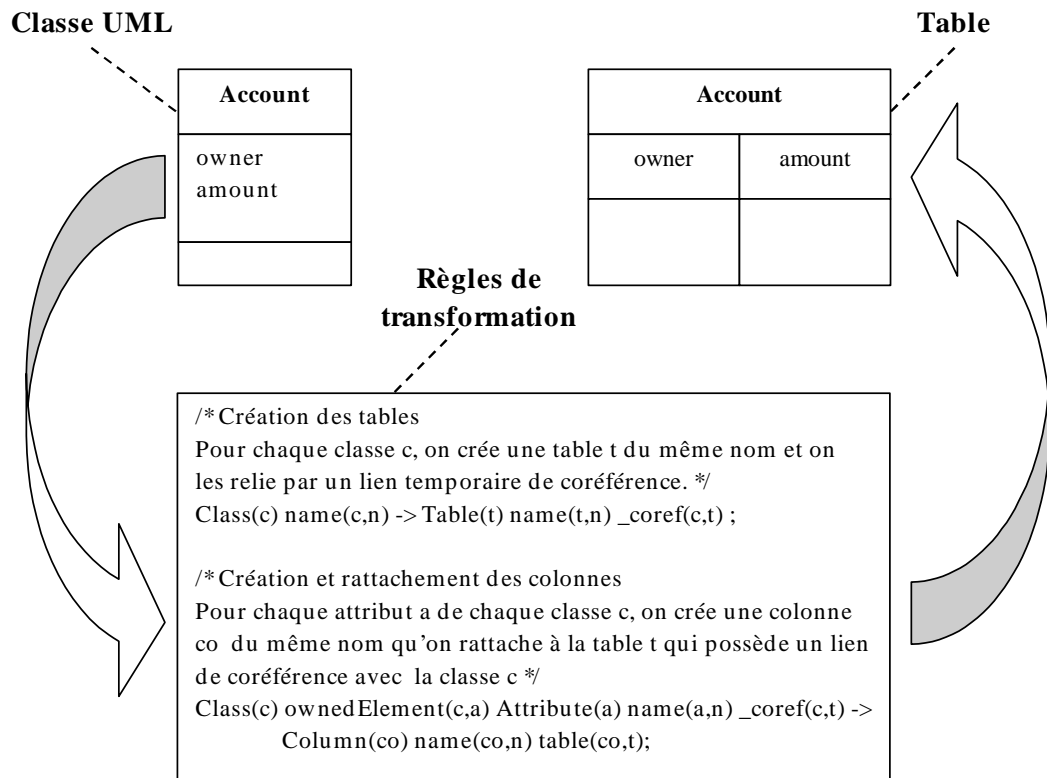 Classe UML
Table
Account
owner
amount
Account
owner
amount
Règles de
transformation
/* Création des tables
Pour chaque classe c, on crée une table t du même nom et on
les relie par un lien temporaire de coréférence. */
Class(c) name(c,n) -> Table(t) name(t,n) _coref(c,t) ;
/* Création et rattachement des colonnes
Pour chaque attribut a de chaque classe c, on crée une colonne
co du même nom qu’on rattache à la table t qui possède un lien
de coréférence avec la classe c */
Class(c) ownedElement(c,a) Attribute(a) name(a,n) _coref(c,t) ->
Column(co) name(co,n) table(co,t);